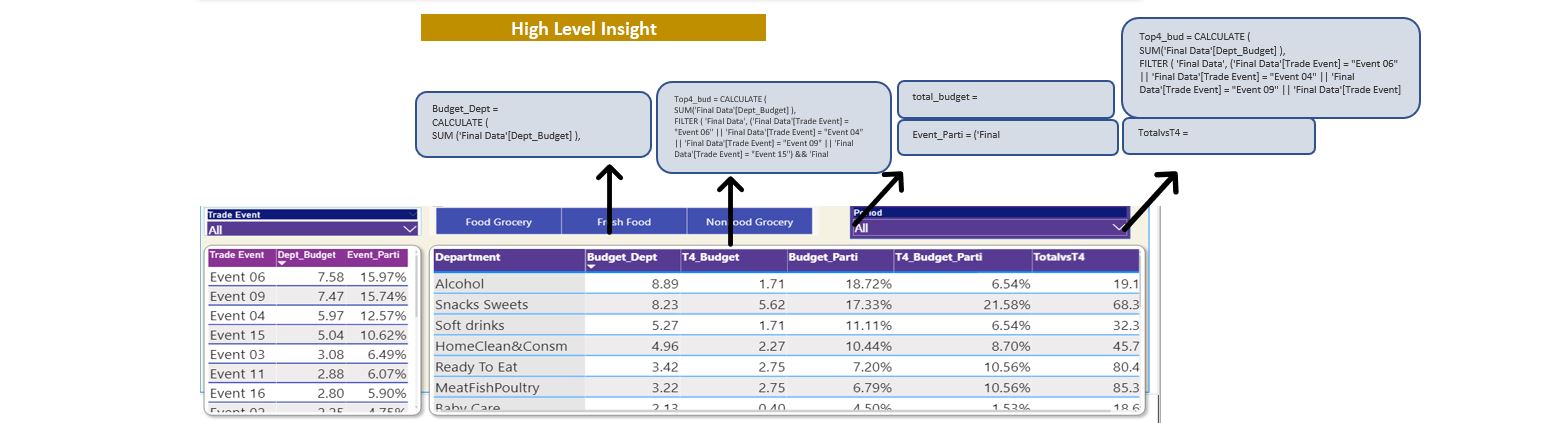 High Level Insight
Budget_Dept =
CALCULATE (
SUM ('Final Data'[Dept_Budget] ),
Top4_bud = CALCULATE (
SUM('Final Data'[Dept_Budget] ),
FILTER ( 'Final Data', ('Final Data'[Trade Event] =
"Event 06" || 'Final Data'[Trade Event] = "Event 04"
|| 'Final Data'[Trade Event] = "Event 09" || 'Final
Data'[Trade Event] = "Event 15") && 'Final
total_budget =
Event_Parti = ('Final
Top4_bud = CALCULATE (
SUM('Final Data'[Dept_Budget] ),
FILTER ( 'Final Data', ('Final Data'[Trade Event] = "Event 06"
|| 'Final Data'[Trade Event] = "Event 04" || 'Final
Data'[Trade Event] = "Event 09" || 'Final Data'[Trade Event]
TotalvsT4 =
Trade Event
All
Food Grocery Fresh Food Non Food Grocery
Period
All
Trade Event Dept_Budget Event_Parti
Event 06 7.58 15.97%
Event 09 7.47 15.74%
Event 04 5.97 12.57%
Event 15 5.04 10.62%
Event 03 3.08 6.49%
Event 11 2.88 6.07%
Event 16 2.80 5.90%
Event 02 2.25 4.75%
Department Budget_Dept T4_Budget Budget_Parti T4_Budget_Parti TotalvsT4
Alcohol 8.89 1.71 18.72% 6.54% 19.1
Snacks Sweets 8.23 5.62 17.33% 21.58% 68.3
Soft drinks 5.27 1.71 11.11% 6.54% 32.3
HomeClean&Consm 4.96 2.27 10.44% 8.70% 45.7
Ready To Eat 3.42 2.75 7.20% 10.56% 80.4
MeatFishPoultry 3.22 2.75 6.79% 10.56% 85.3
Baby Care 2.13 0.40 4.50% 1.53% 18.6